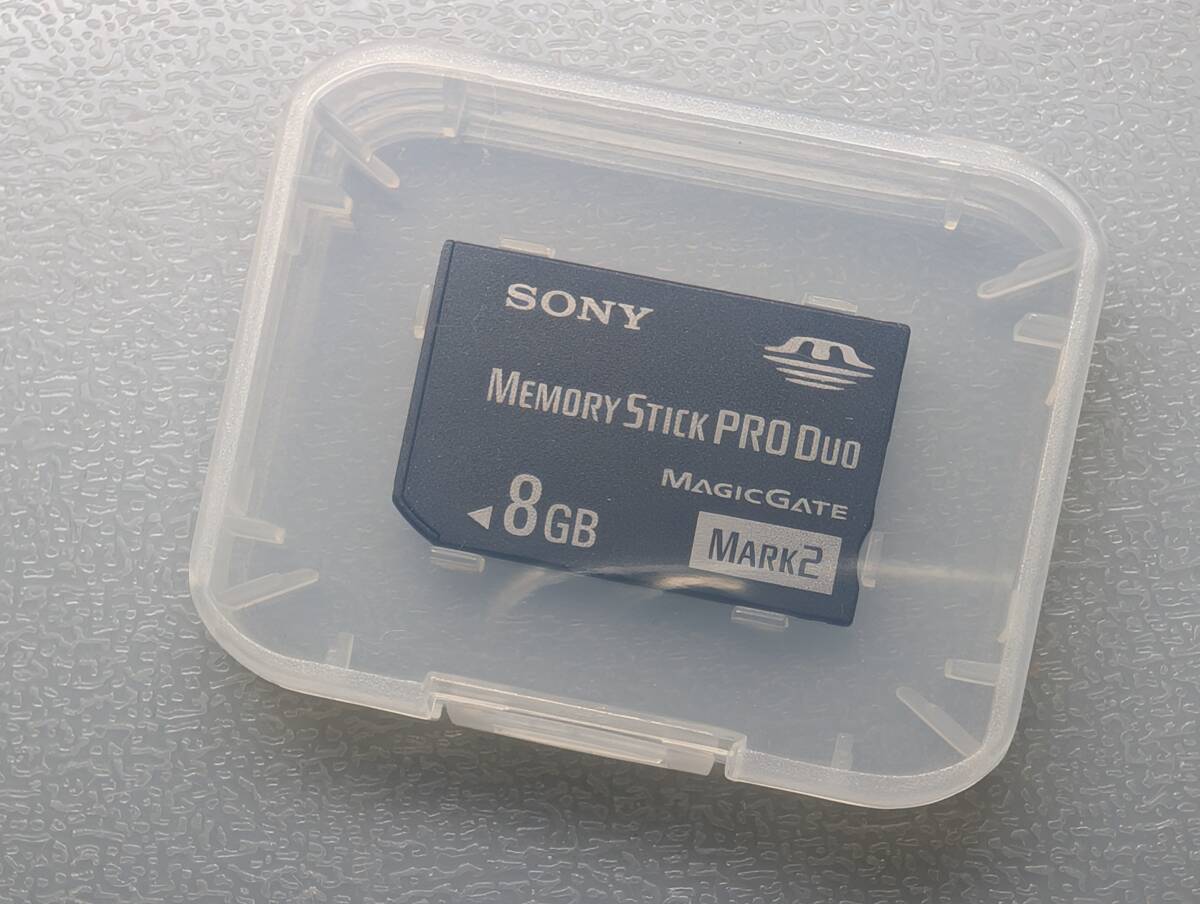 SONY
MEMORY STICK PRO DUO
MAGICGATE
8GB
MARK2